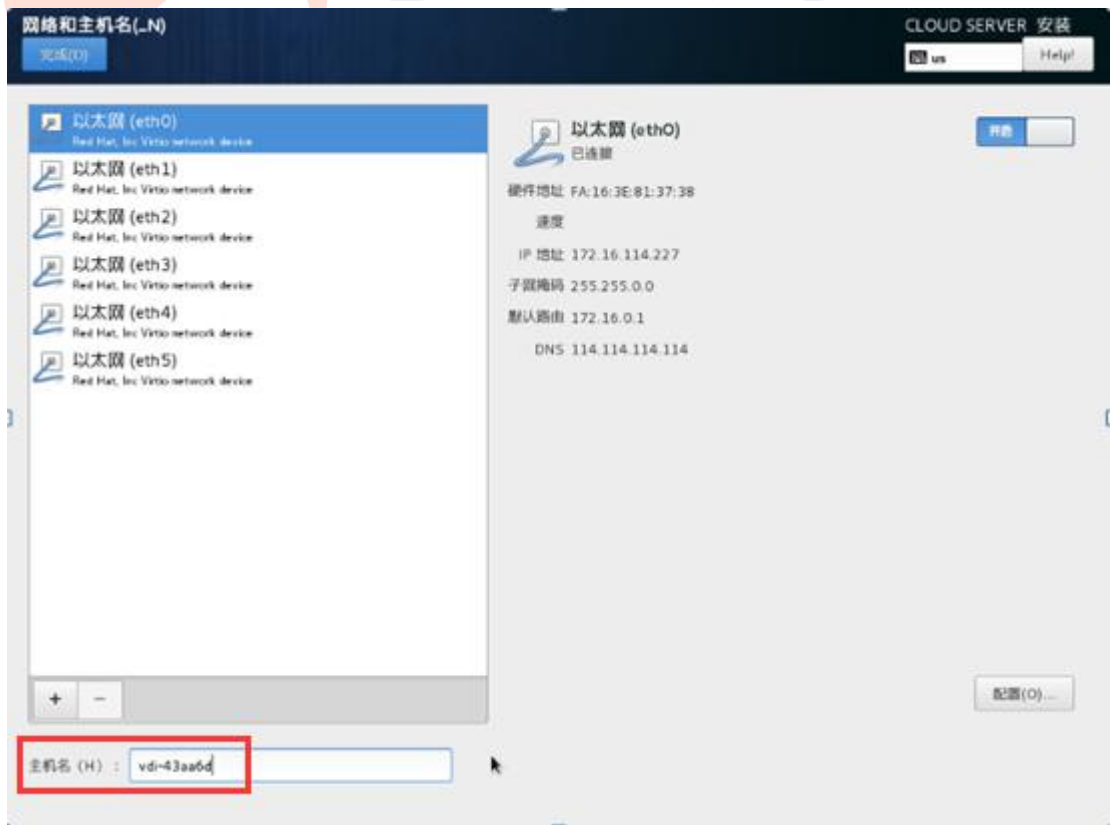 网络和主机名(_N)
CLOUD SERVER 安装
完成(D)
us
Help!
以太网 (eth0)
Red Hat, Inc Virtio network device
以太网 (eth1)
Red Hat, Inc Virtio network device
以太网 (eth2)
Red Hat, Inc Virtio network device
以太网 (eth3)
Red Hat, Inc Virtio network device
以太网 (eth4)
Red Hat, Inc Virtio network device
以太网 (eth5)
Red Hat, Inc Virtio network device
以太网 (eth0)
已连接
开启
硬件地址 FA:16:3E:81:37:38
速度
IP 地址 172.16.114.227
子网掩码 255.255.0.0
默认路由 172.16.0.1
DNS 114.114.114.114
+ -
配置(O)...
主机名 (H) : vdi-43aa6d